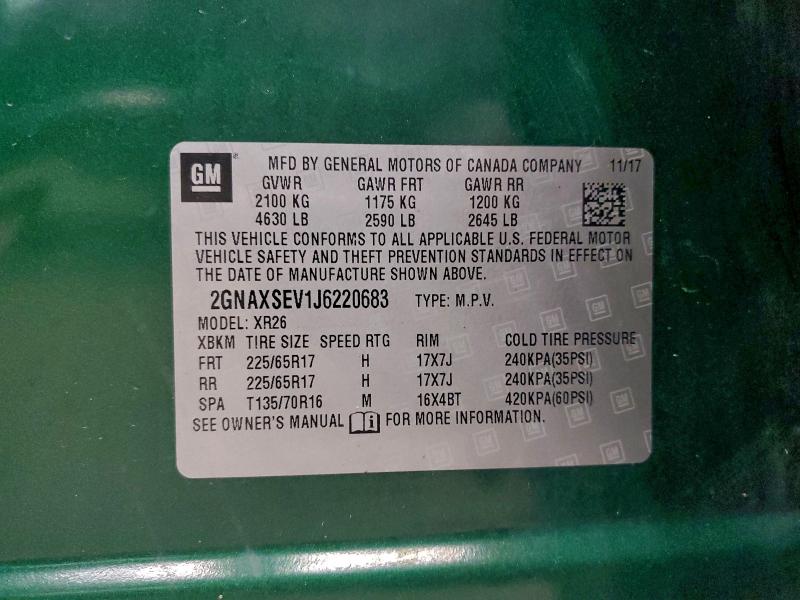 GM
MFD BY GENERAL MOTORS OF CANADA COMPANY 11/17
GVWR GAWR FRT GAWR RR
2100 KG 1175 KG 1200 KG
4630 LB 2590 LB 2645 LB
THIS VEHICLE CONFORMS TO ALL APPLICABLE U.S. FEDERAL MOTOR
VEHICLE SAFETY AND THEFT PREVENTION STANDARDS IN EFFECT ON
THE DATE OF MANUFACTURE SHOWN ABOVE.
2GNAXSEV1J6220683 TYPE: M.P.V.
MODEL: XR26
XBKM TIRE SIZE SPEED RTG RIM COLD TIRE PRESSURE
FRT 225/65R17 H 17X7J 240KPA(35PSI)
RR 225/65R17 H 17X7J 240KPA(35PSI)
SPA T135/70R16 M 16X4BT 420KPA(60PSI)
SEE OWNER'S MANUAL FOR MORE INFORMATION.